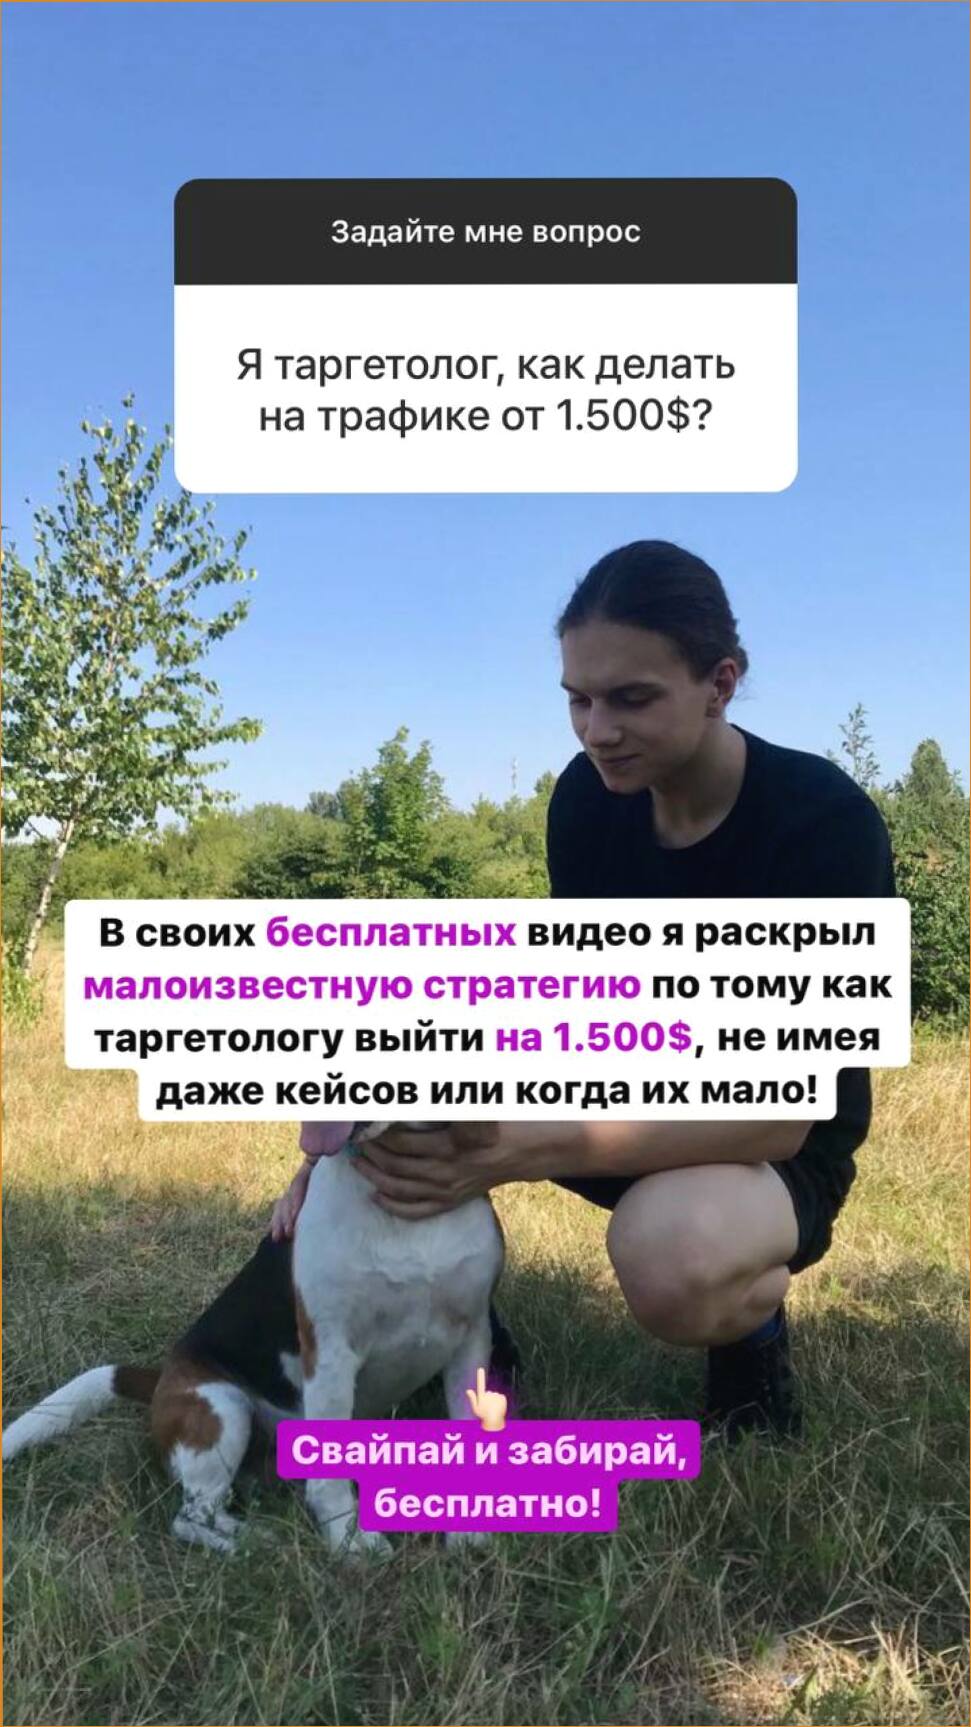 Задайте мне вопрос
Я таргетолог, как делать
на трафике от 1.500$?
В своих бесплатных видео я раскрыл
малоизвестную стратегию по тому как
таргетологу выйти на 1.500$, не имея
даже кейсов или когда их мало!
Свайпай и забирай,
бесплатно!